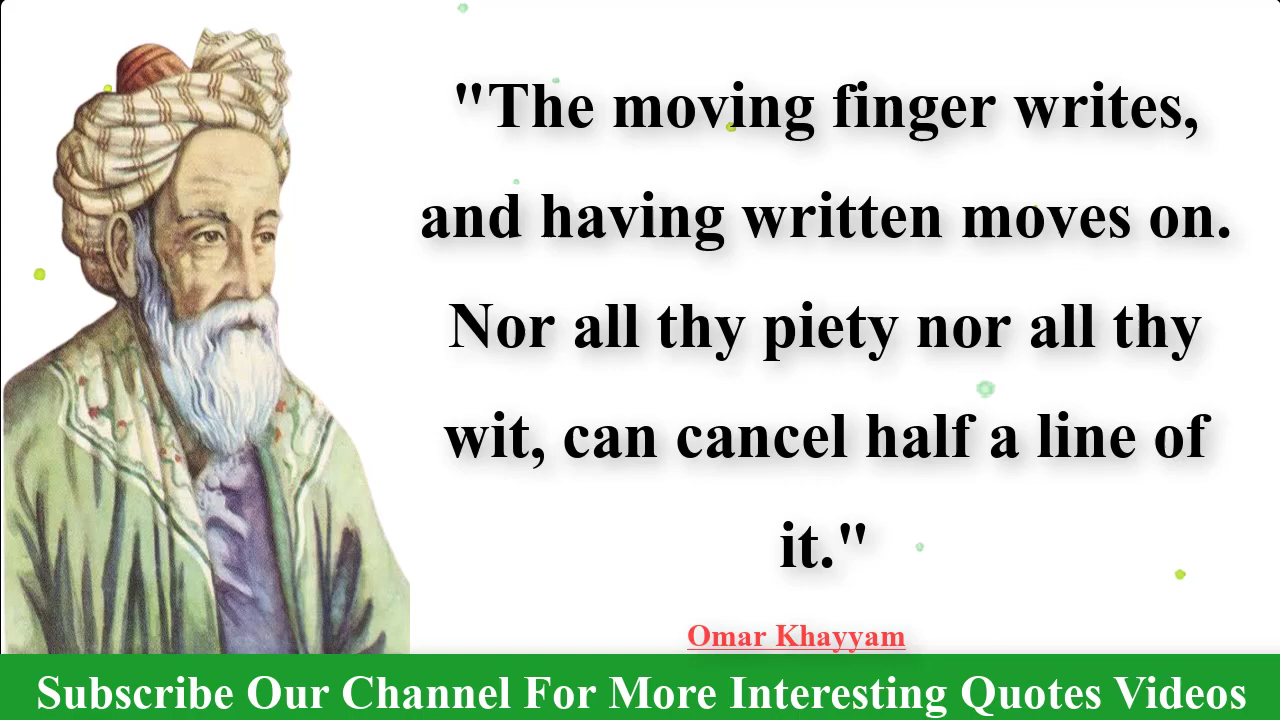 "The moving finger writes,
and having written moves on.
Nor all thy piety nor all thy
wit, can cancel half a line of
it."
Omar Khayyam
Subscribe Our Channel For More Interesting Quotes Videos